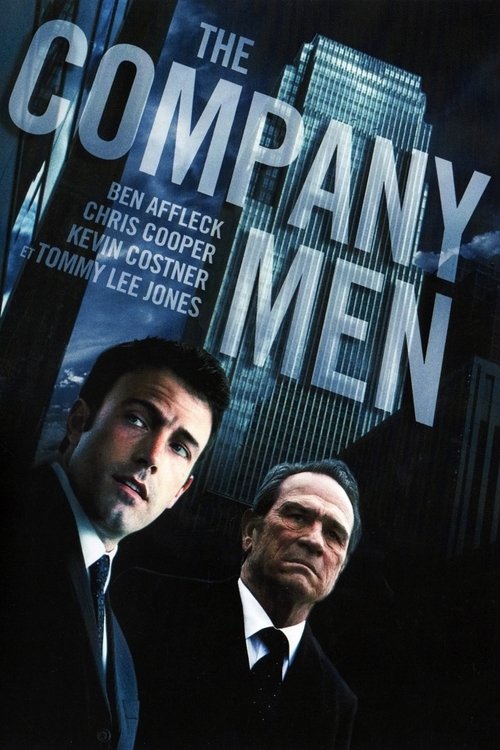 THE
COMPANY
MEN
BEN AFFLECK
CHRIS COOPER
KEVIN COSTNER
ET TOMMY LEE JONES